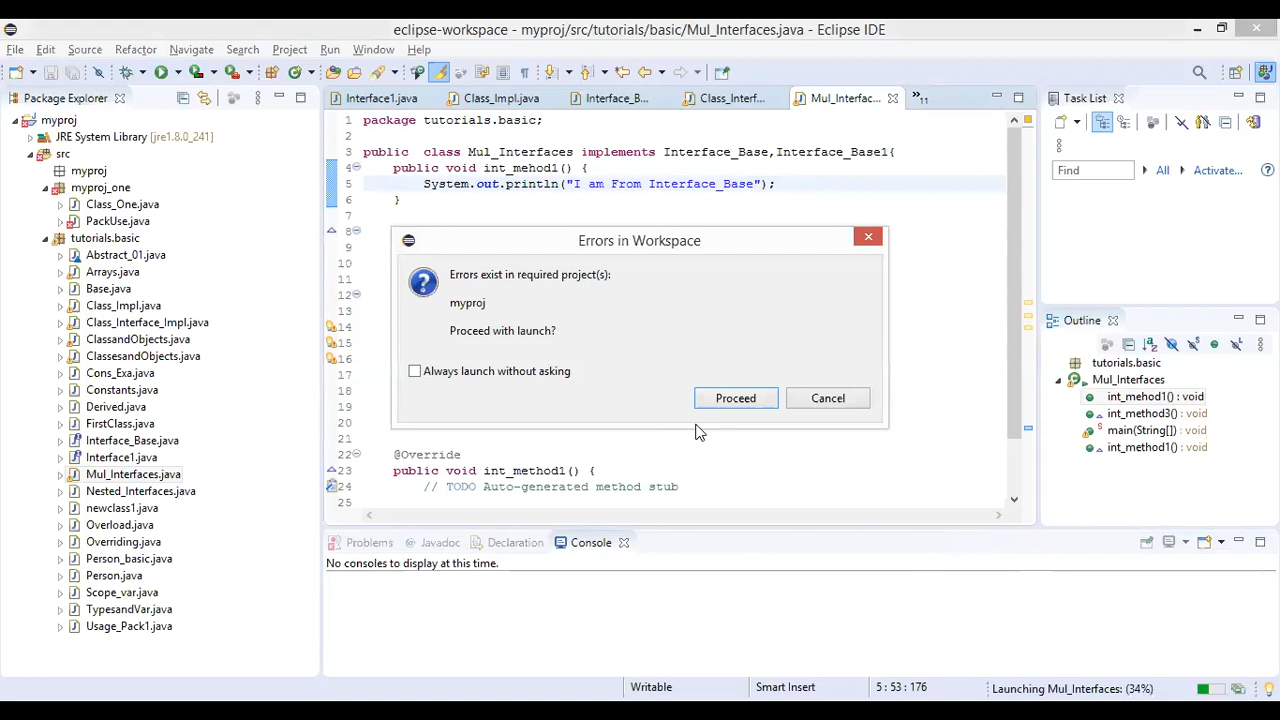 eclipse-workspace - myproj/src/tutorials/basic/Mul_Interfaces.java - Eclipse IDE
File Edit Source Refactor Navigate Search Project Run Window Help
Package Explorer
myproj
JRE System Library [jre1.8.0_241]
src
myproj
myproj_one
Class_One.java
PackUse.java
tutorials.basic
Abstract_01.java
Arrays.java
Base.java
Class_Impl.java
Class_Interface_Impl.java
ClassandObjects.java
ClassesandObjects.java
Cons_Exa.java
Constants.java
Derived.java
FirstClass.java
Interface_Base.java
Interface1.java
Mul_Interfaces.java
Nested_Interfaces.java
newclass1.java
Overload.java
Overriding.java
Person_basic.java
Person.java
Scope_var.java
TypesandVar.java
Usage_Pack1.java
Interface1.java Class_Impl.java Interface_B... Class_Interf... Mul_Interfac... »11
1 package tutorials.basic;
2
3 public  class Mul_Interfaces implements Interface_Base,Interface_Base1{
4 public void int_mehod1() {
5 System.out.println("I am From Interface_Base");
6 }
7
8
9
10
11
12
14
15
16
17
18
19
20
21
22 @Override
23 public void int_method1() {
24 // TODO Auto-generated method stub
25
Errors in Workspace
Errors exist in required project(s):
myproj
Proceed with launch?
Always launch without asking
Proceed Cancel
Problems Javadoc Declaration Console
No consoles to display at this time.
Task List
Find All Activate...
Outline
tutorials.basic
Mul_Interfaces
int_mehod1() : void
int_method3() : void
main(String[]) : void
int_method1() : void
Writable Smart Insert 5 : 53 : 176 Launching Mul_Interfaces: (34%)